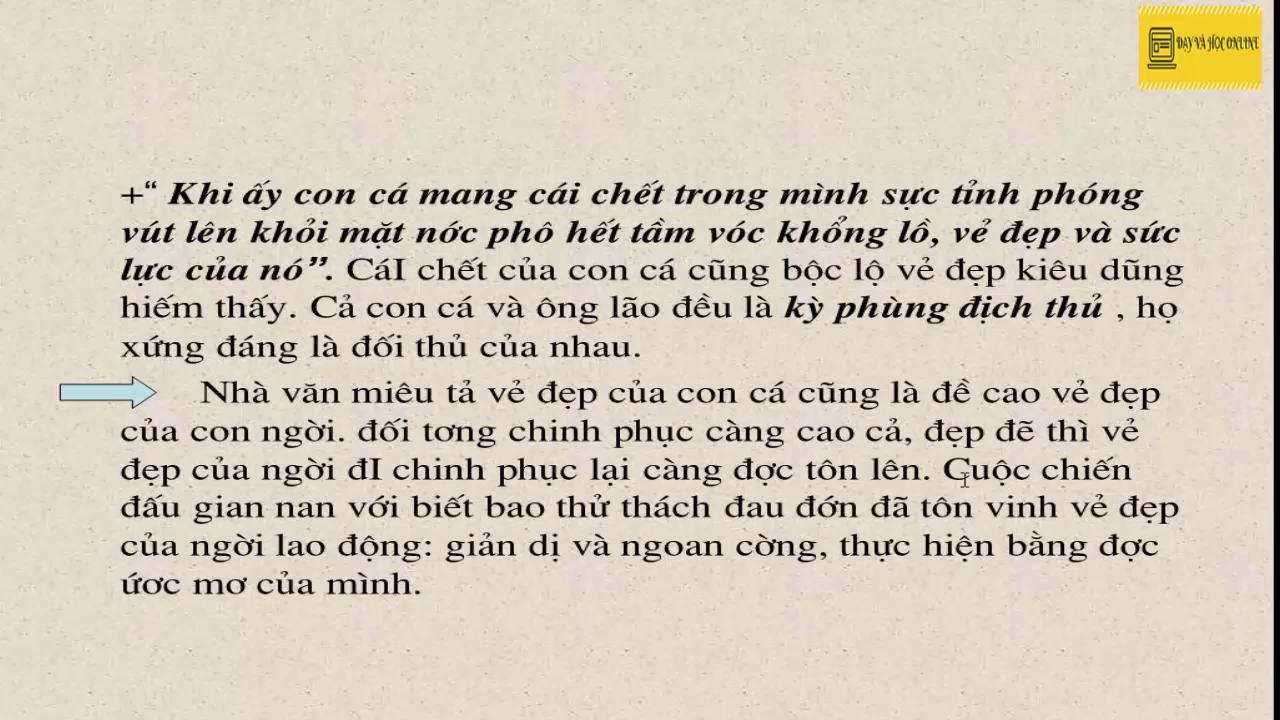 DẠY VÀ HỌC ONLINE
+“ Khi ấy con cá mang cái chết trong mình sực tỉnh phóng
vút lên khỏi mặt nớc phô hết tầm vóc khổng lồ, vẻ đẹp và sức
lực của nó”. CáI chết của con cá cũng bộc lộ vẻ đẹp kiêu dũng
hiếm thấy. Cả con cá và ông lão đều là kỳ phùng địch thủ , họ
xứng đáng là đối thủ của nhau.
Nhà văn miêu tả vẻ đẹp của con cá cũng là đề cao vẻ đẹp
của con ngời. đối tơng chinh phục càng cao cả, đẹp đẽ thì vẻ
đẹp của ngời đI chinh phục lại càng đợc tôn lên. Cuộc chiến
đấu gian nan với biết bao thử thách đau đớn đã tôn vinh vẻ đẹp
của ngời lao động: giản dị và ngoan cờng, thực hiện bằng đợc
ứơc mơ của mình.